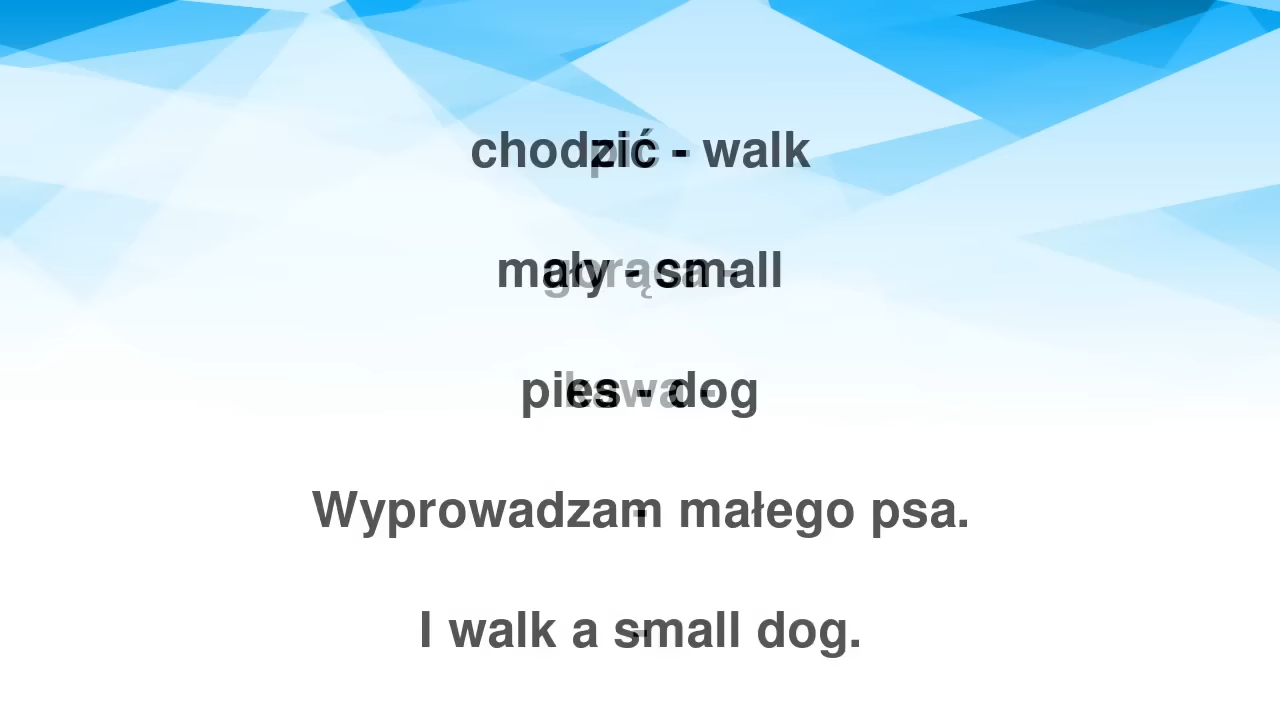 chodzić - walk
mały - small
pies - dog
Wyprowadzam małego psa.
I walk a small dog.